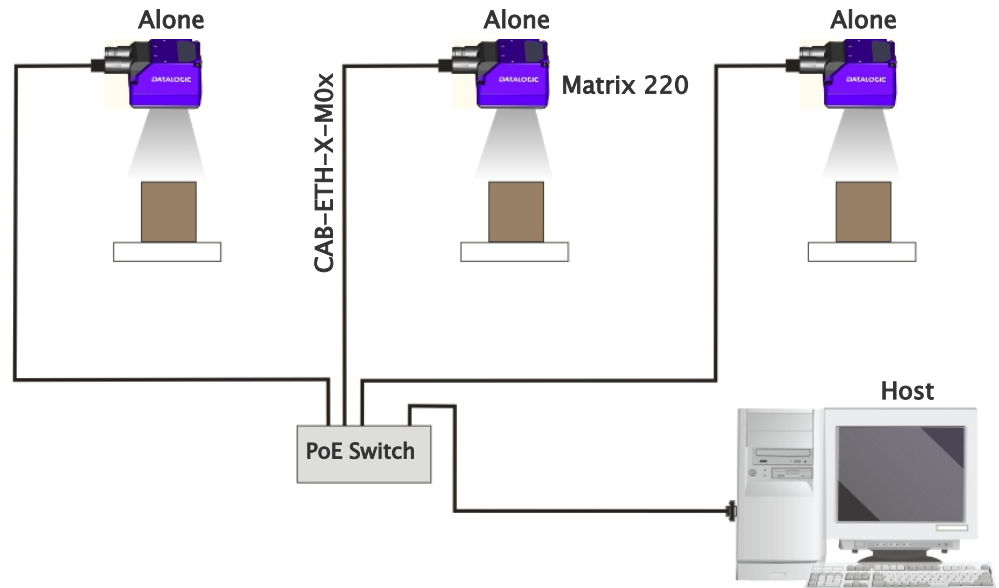 Alone
Alone
Alone
DATALOGIC
DATALOGIC
Matrix 220
DATALOGIC
CAB-ETH-X-M0x
Host
PoE Switch